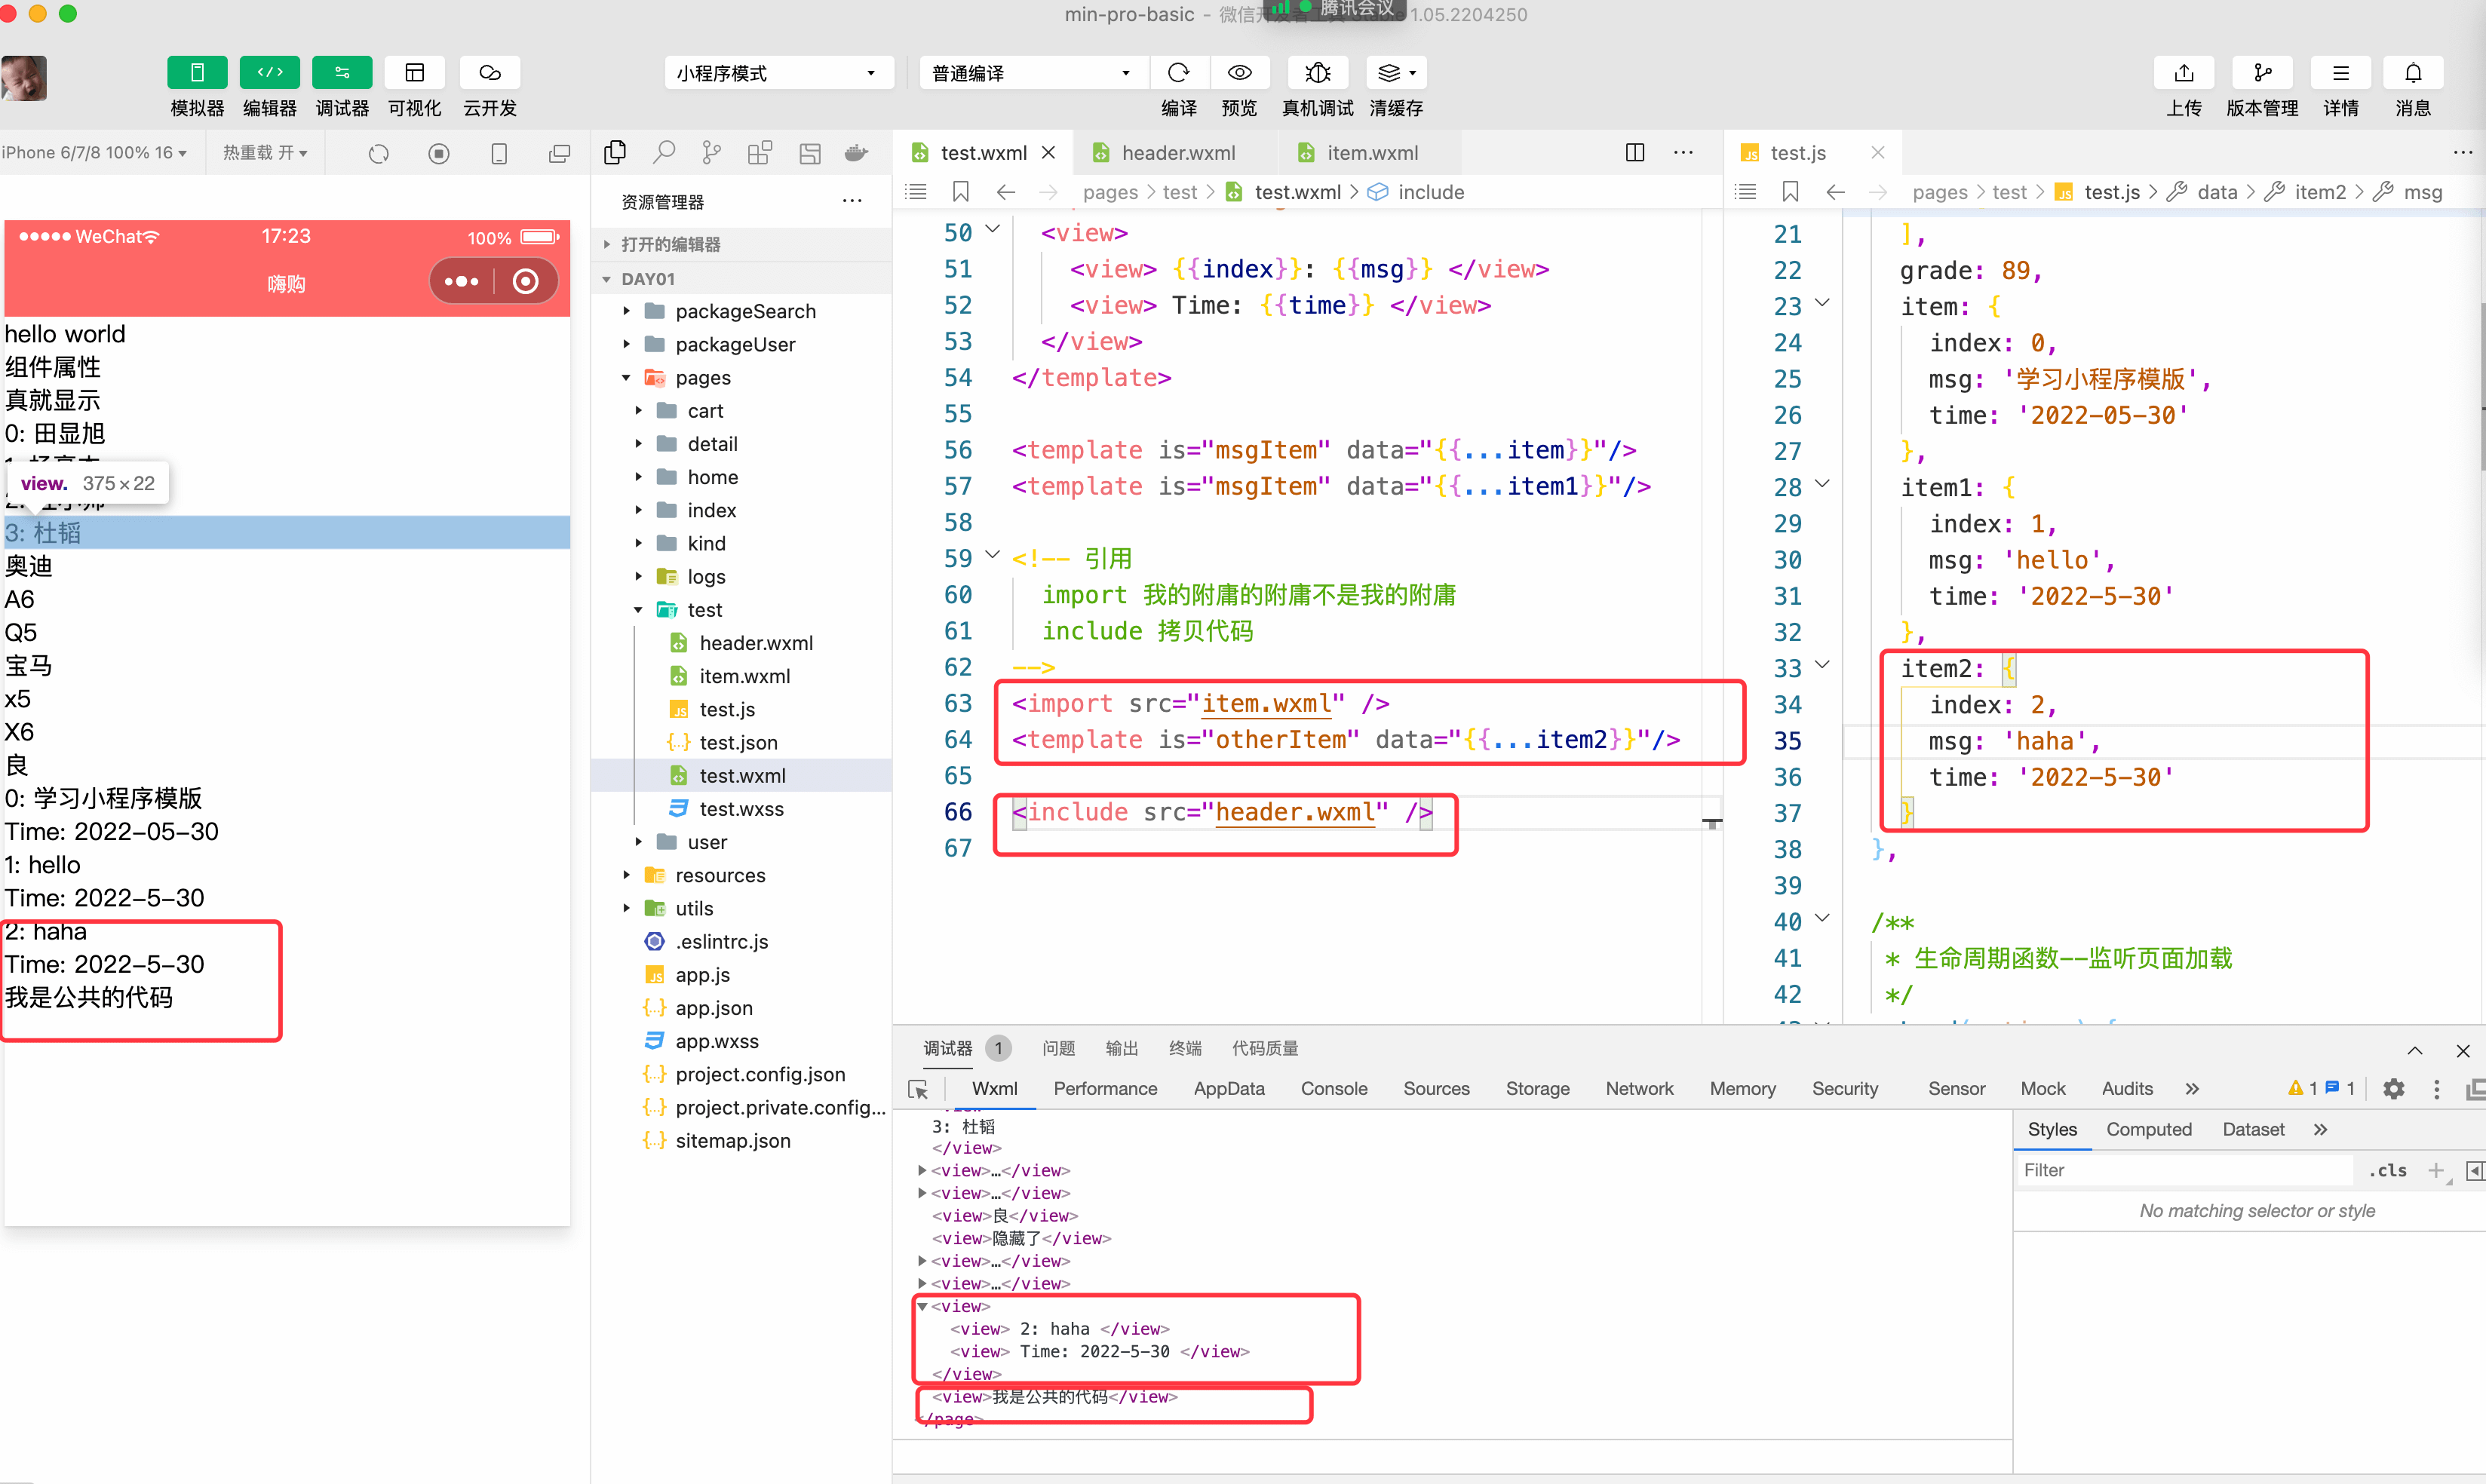 min-pro-basic - 微信开发者工具 Stable 1.05.2204250
腾讯会议
模拟器 编辑器 调试器 可视化 云开发
小程序模式 普通编译
编译 预览 真机调试 清缓存
上传 版本管理 详情 消息
iPhone 6/7/8 100% 16 热重载 开
WeChat 17:23 100%
嗨购
hello world
组件属性
真就显示
0: 田显旭
view. 375×22
3: 杜韬
奥迪
A6
Q5
宝马
x5
X6
良
0: 学习小程序模版
Time: 2022-05-30
1: hello
Time: 2022-5-30
2: haha
Time: 2022-5-30
我是公共的代码
资源管理器 ...
打开的编辑器
DAY01
packageSearch
packageUser
pages
cart
detail
home
index
kind
logs
test
header.wxml
item.wxml
test.js
test.json
test.wxml
test.wxss
user
resources
utils
.eslintrc.js
app.js
app.json
app.wxss
project.config.json
project.private.config...
sitemap.json
test.wxml header.wxml item.wxml
pages > test > test.wxml > include
50 <view>
51 <view> {{index}}: {{msg}} </view>
52 <view> Time: {{time}} </view>
53 </view>
54 </template>
55
56 <template is="msgItem" data="{{...item}}"/>
57 <template is="msgItem" data="{{...item1}}"/>
58
59 <!-- 引用
60 import 我的附庸的附庸不是我的附庸
61 include 拷贝代码
62 -->
63 <import src="item.wxml" />
64 <template is="otherItem" data="{{...item2}}"/>
65
66 <include src="header.wxml" />
67
test.js
pages > test > test.js > data > item2 > msg
21 ],
22 grade: 89,
23 item: {
24 index: 0,
25 msg: '学习小程序模版',
26 time: '2022-05-30'
27 },
28 item1: {
29 index: 1,
30 msg: 'hello',
31 time: '2022-5-30'
32 },
33 item2: {
34 index: 2,
35 msg: 'haha',
36 time: '2022-5-30'
37 }
38 },
39
40 /**
41 * 生命周期函数--监听页面加载
42 */
调试器 1 问题 输出 终端 代码质量
Wxml Performance AppData Console Sources Storage Network Memory Security Sensor Mock Audits » 1 1
3: 杜韬
</view>
<view>…</view>
<view>…</view>
<view>良</view>
<view>隐藏了</view>
<view>…</view>
<view>…</view>
<view>
<view> 2: haha </view>
<view> Time: 2022-5-30 </view>
</view>
<view>我是公共的代码</view>
</page>
Styles Computed Dataset »
Filter .cls +
No matching selector or style